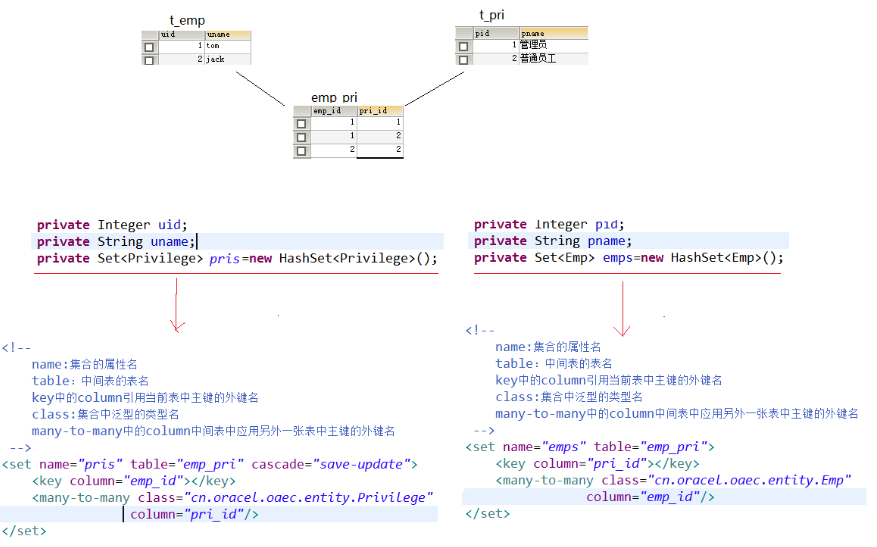 t_emp
uid uname
1 tom
2 jack
t_pri
pid pname
1 管理员
2 普通员工
emp_pri
emp_id pri_id
1 1
1 2
2 2
private Integer uid;
private String uname;
private Set<Privilege> pris=new HashSet<Privilege>();
<!--
name:集合的属性名
table：中间表的表名
key中的column引用当前表中主键的外键名
class:集合中泛型的类型名
many-to-many中的column中间表中应用另外一张表中主键的外键名
-->
<set name="pris" table="emp_pri" cascade="save-update">
<key column="emp_id"></key>
<many-to-many class="cn.oracel.oaec.entity.Privilege"
column="pri_id"/>
</set>
private Integer pid;
private String pname;
private Set<Emp> emps=new HashSet<Emp>();
<!--
name:集合的属性名
table：中间表的表名
key中的column引用当前表中主键的外键名
class:集合中泛型的类型名
many-to-many中的column中间表中应用另外一张表中主键的外键名
-->
<set name="emps" table="emp_pri">
<key column="pri_id"></key>
<many-to-many class="cn.oracel.oaec.entity.Emp"
column="emp_id"/>
</set>